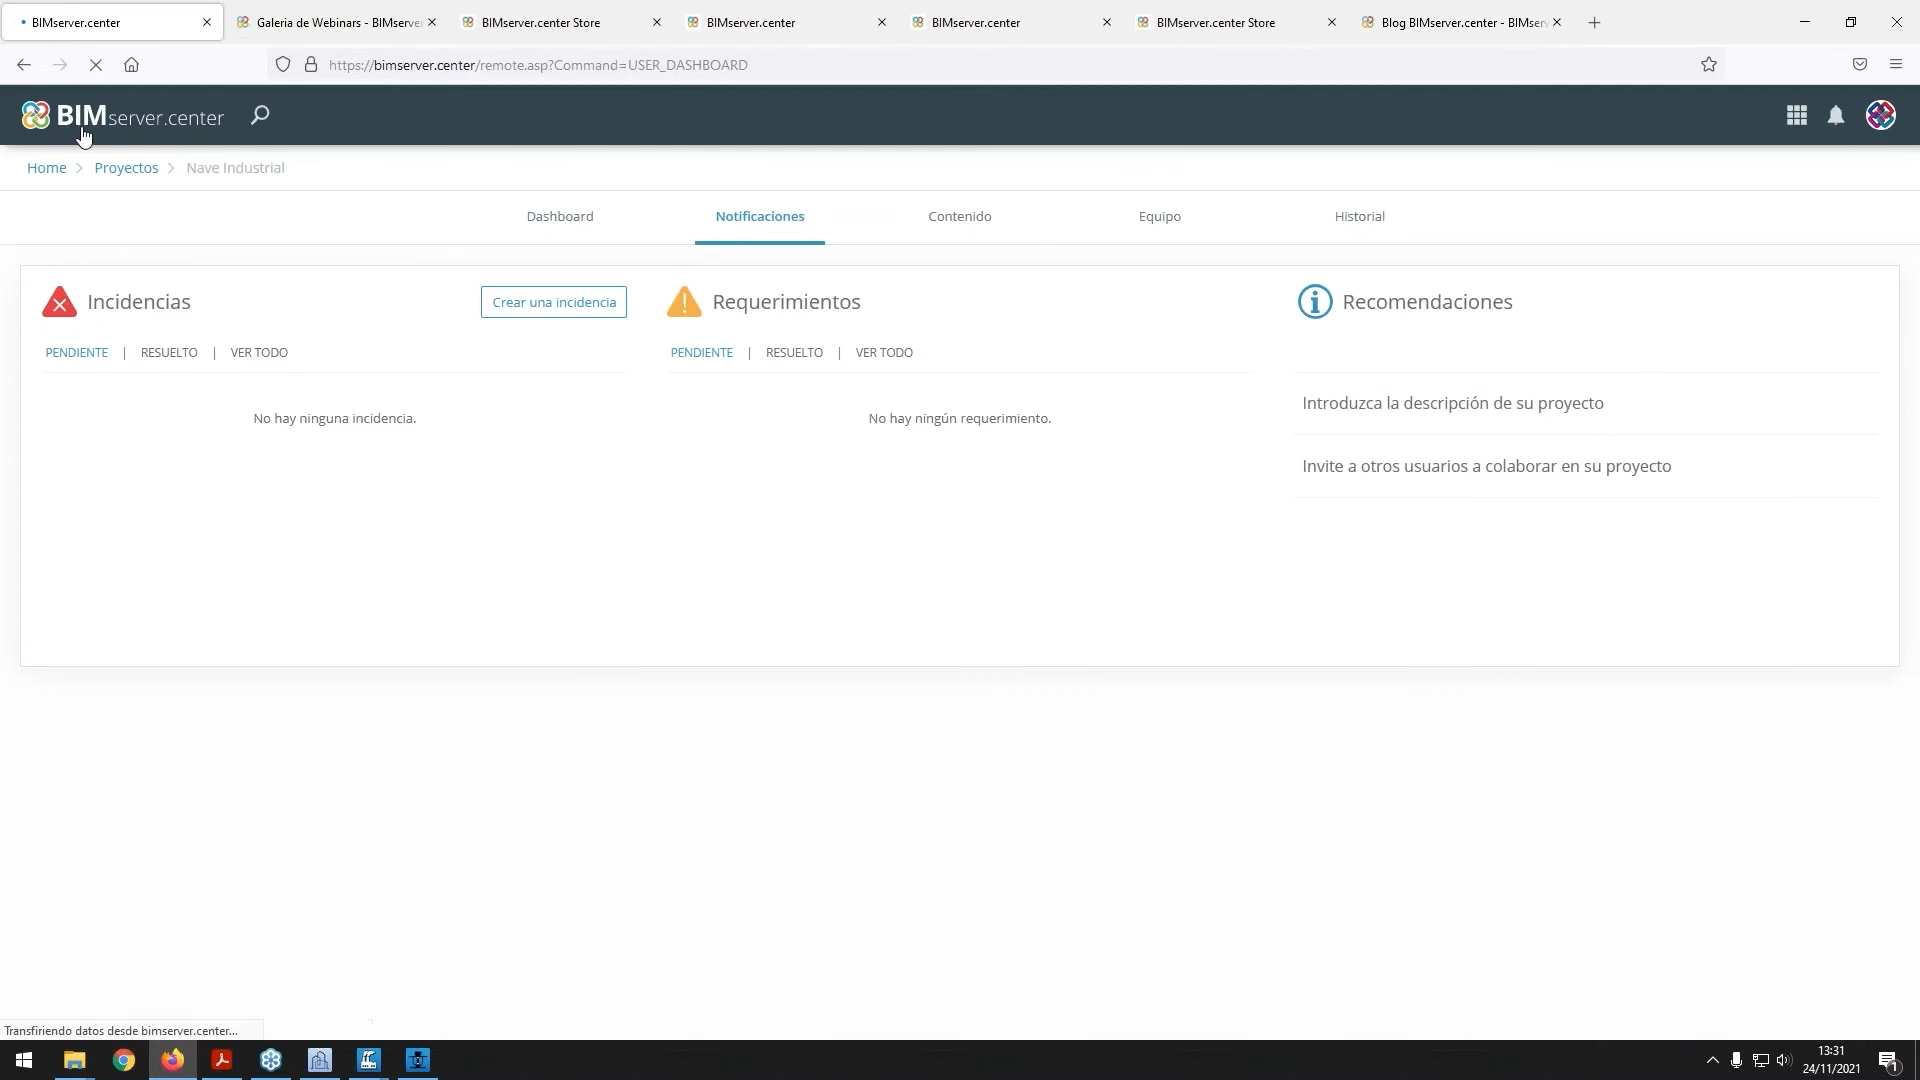 BIMserver.center
Galeria de Webinars - BIMserver
BIMserver.center Store
BIMserver.center
BIMserver.center
BIMserver.center Store
Blog BIMserver.center - BIMserv
https://bimserver.center/remote.asp?Command=USER_DASHBOARD
BIMserver.center
Home > Proyectos > Nave Industrial
Dashboard Notificaciones Contenido Equipo Historial
Incidencias Crear una incidencia Requerimientos Recomendaciones
PENDIENTE | RESUELTO | VER TODO PENDIENTE | RESUELTO | VER TODO
Introduzca la descripción de su proyecto
No hay ninguna incidencia. No hay ningún requerimiento.
Invite a otros usuarios a colaborar en su proyecto
Transfiriendo datos desde bimserver.center...
13:31
24/11/2021
1